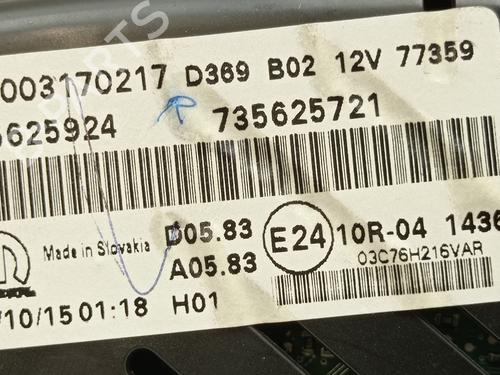 003170217 D369 B02 12V 77359
625924 735625721
Made in Slovakia D05.83 E24 10R-04 1436
A05.83 03C76H216VAR
/10/15 01:18 H01